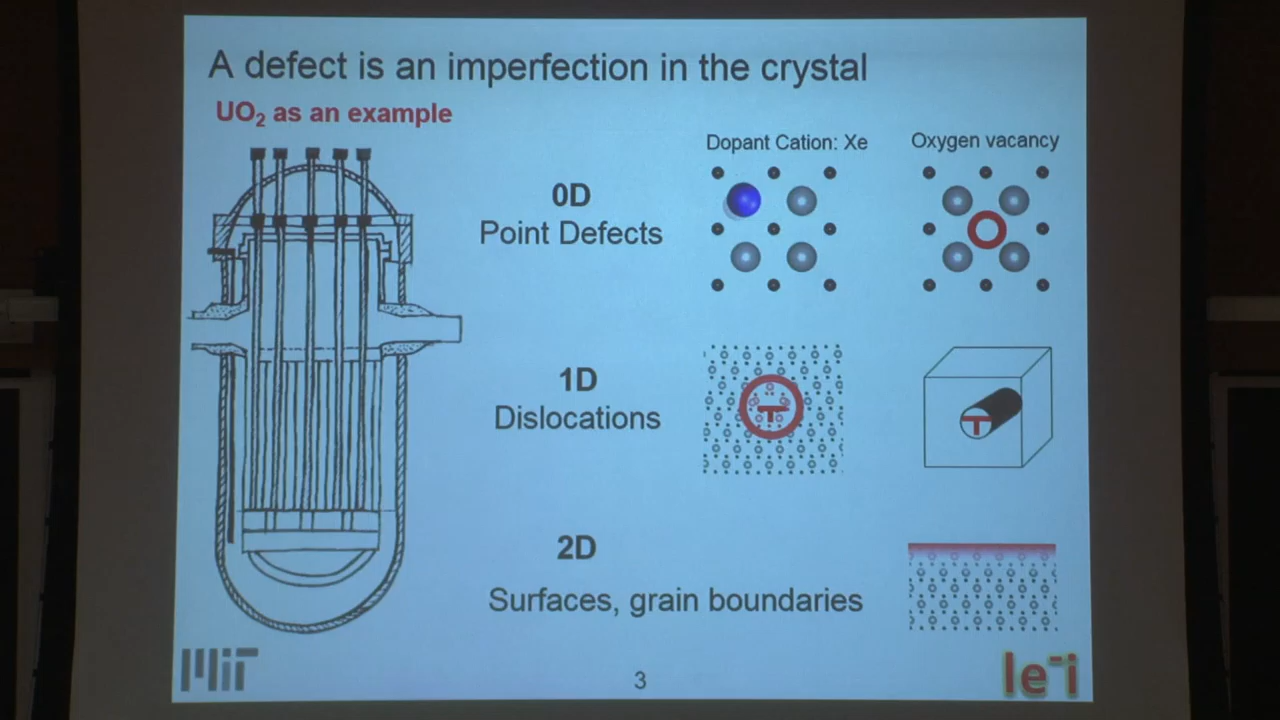 A defect is an imperfection in the crystal
UO₂ as an example
Dopant Cation: Xe
Oxygen vacancy
0D
Point Defects
1D
Dislocations
2D
Surfaces, grain boundaries
MiT
3
le⁻i